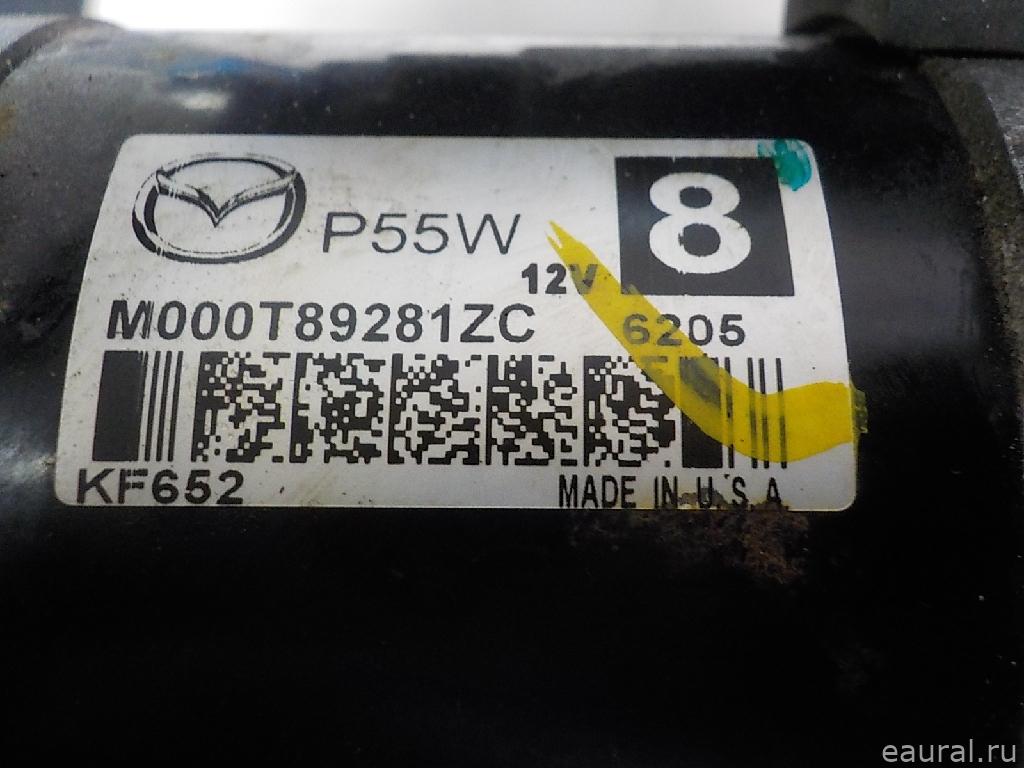 P55W
8
12V
M000T89281ZC 6205
KF652
MADE IN U.S.A.
eaural.ru